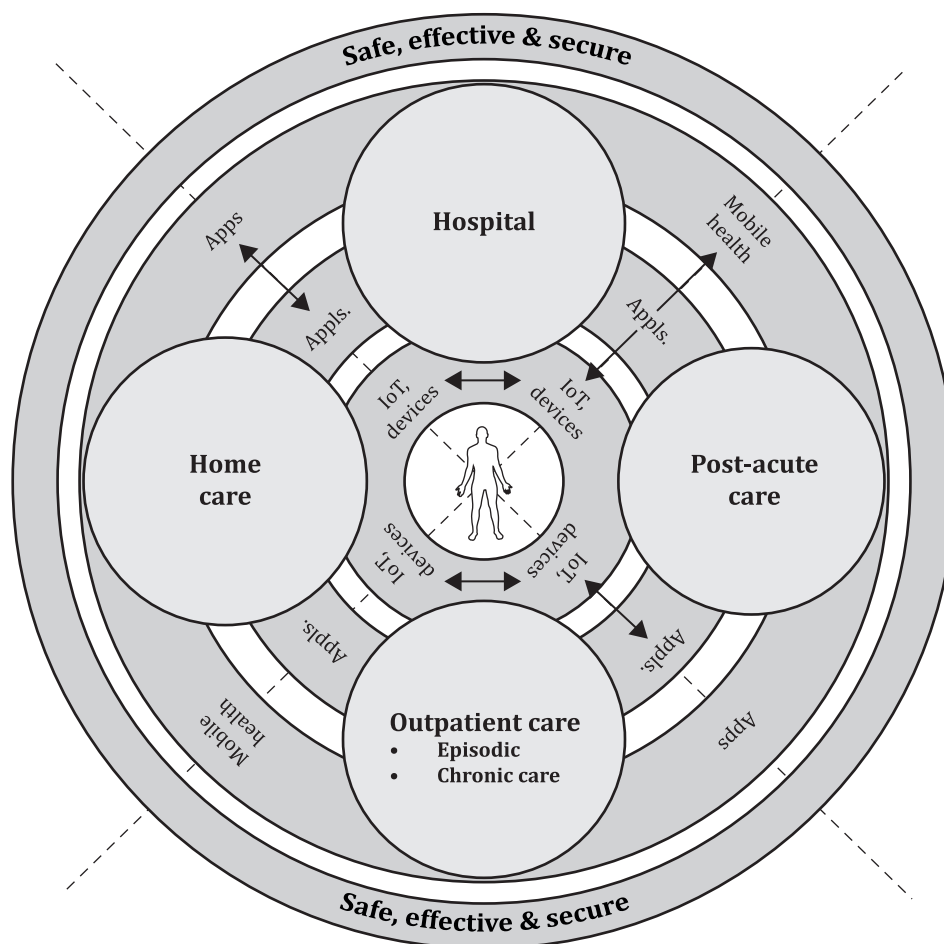 Safe, effective & secure
Hospital
Apps
Mobile
health
Appls.
Appls.
IoT,
devices
IoT,
devices
Home
care
Post-acute
care
IoT,
devices
IoT,
devices
Appls.
Appls.
Mobile
health
Apps
Outpatient care
• Episodic
• Chronic care
Safe, effective & secure